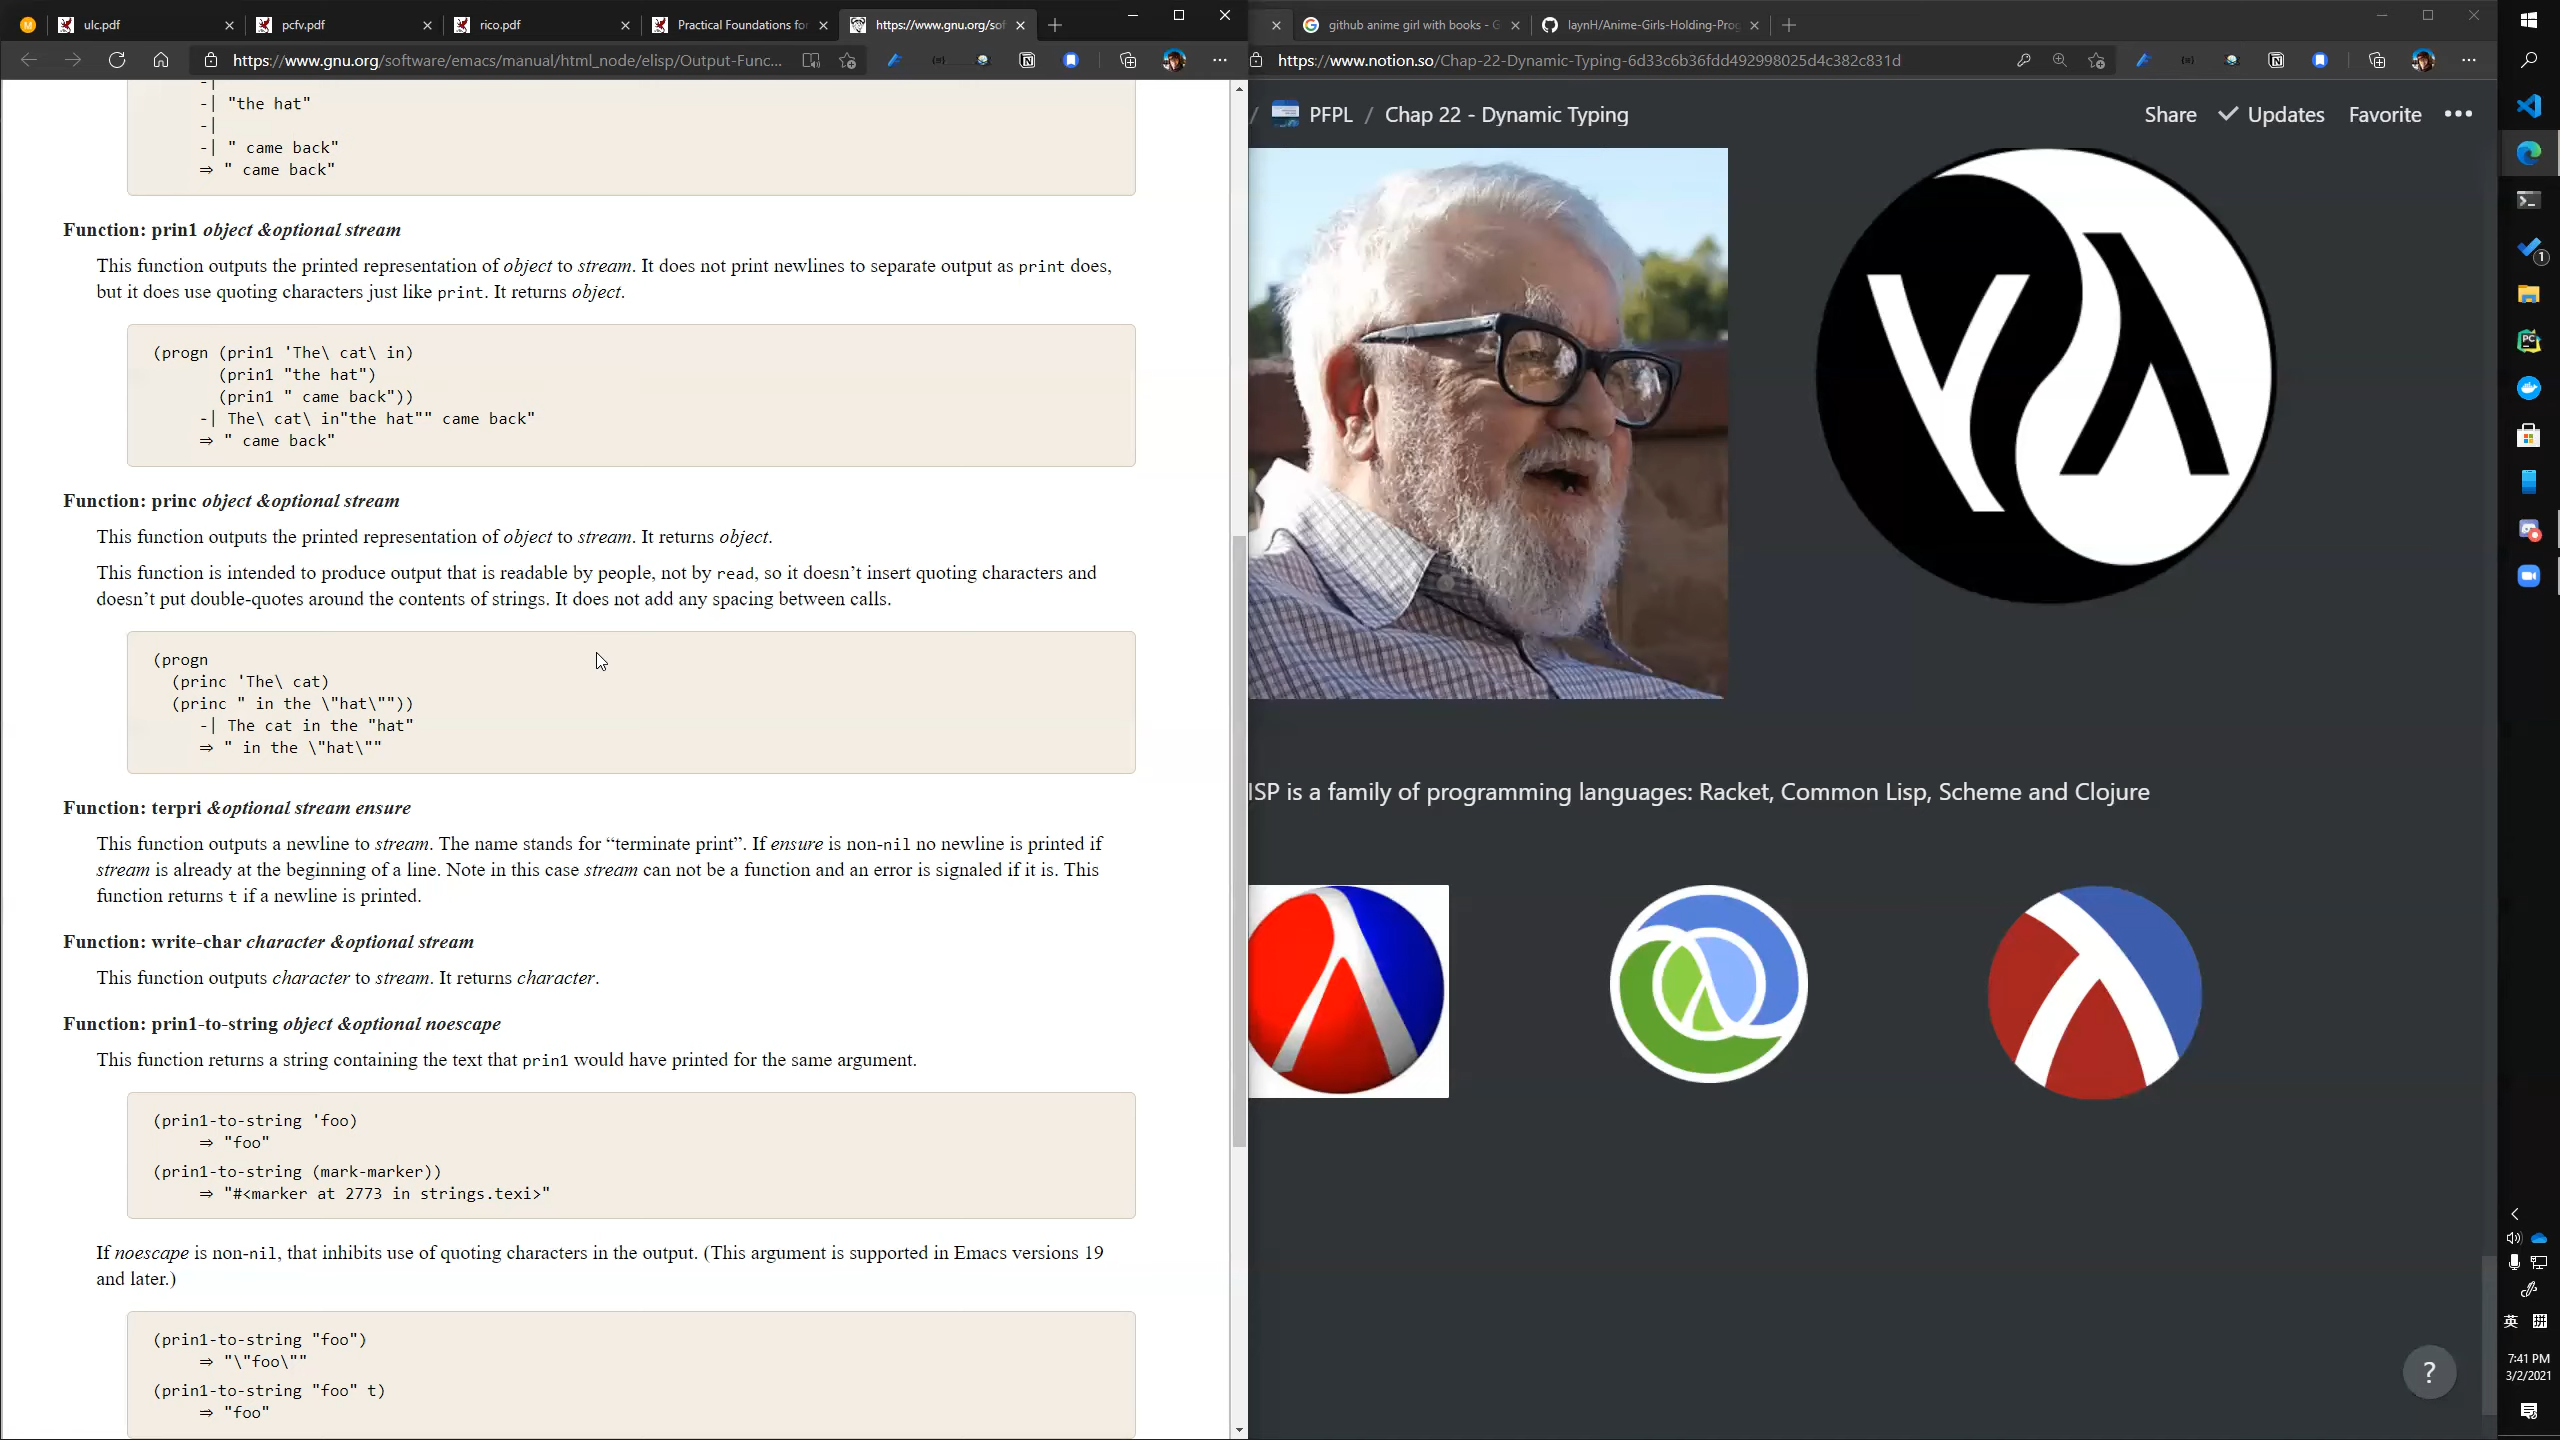 ulc.pdf
pcfv.pdf
rico.pdf
Practical Foundations for
https://www.gnu.org/sof
https://www.gnu.org/software/emacs/manual/html_node/elisp/Output-Func...
-|
-| "the hat"
-|
-| " came back"
⇒ " came back"
Function: prin1 object &optional stream
This function outputs the printed representation of object to stream. It does not print newlines to separate output as print does,
but it does use quoting characters just like print. It returns object.
(progn (prin1 'The\ cat\ in)
(prin1 "the hat")
(prin1 " came back"))
-| The\ cat\ in"the hat"" came back"
⇒ " came back"
Function: princ object &optional stream
This function outputs the printed representation of object to stream. It returns object.
This function is intended to produce output that is readable by people, not by read, so it doesn’t insert quoting characters and
doesn’t put double-quotes around the contents of strings. It does not add any spacing between calls.
(progn
(princ 'The\ cat)
(princ " in the \"hat\""))
-| The cat in the "hat"
⇒ " in the \"hat\""
Function: terpri &optional stream ensure
This function outputs a newline to stream. The name stands for “terminate print”. If ensure is non-nil no newline is printed if
stream is already at the beginning of a line. Note in this case stream can not be a function and an error is signaled if it is. This
function returns t if a newline is printed.
Function: write-char character &optional stream
This function outputs character to stream. It returns character.
Function: prin1-to-string object &optional noescape
This function returns a string containing the text that prin1 would have printed for the same argument.
(prin1-to-string 'foo)
⇒ "foo"
(prin1-to-string (mark-marker))
⇒ "#<marker at 2773 in strings.texi>"
If noescape is non-nil, that inhibits use of quoting characters in the output. (This argument is supported in Emacs versions 19
and later.)
(prin1-to-string "foo")
⇒ "\"foo\""
(prin1-to-string "foo" t)
⇒ "foo"
github anime girl with books - G
laynH/Anime-Girls-Holding-Prog
https://www.notion.so/Chap-22-Dynamic-Typing-6d33c6b36fdd492998025d4c382c831d
/ PFPL / Chap 22 - Dynamic Typing
Share Updates Favorite
ISP is a family of programming languages: Racket, Common Lisp, Scheme and Clojure
?
英 拼
7:41 PM
3/2/2021